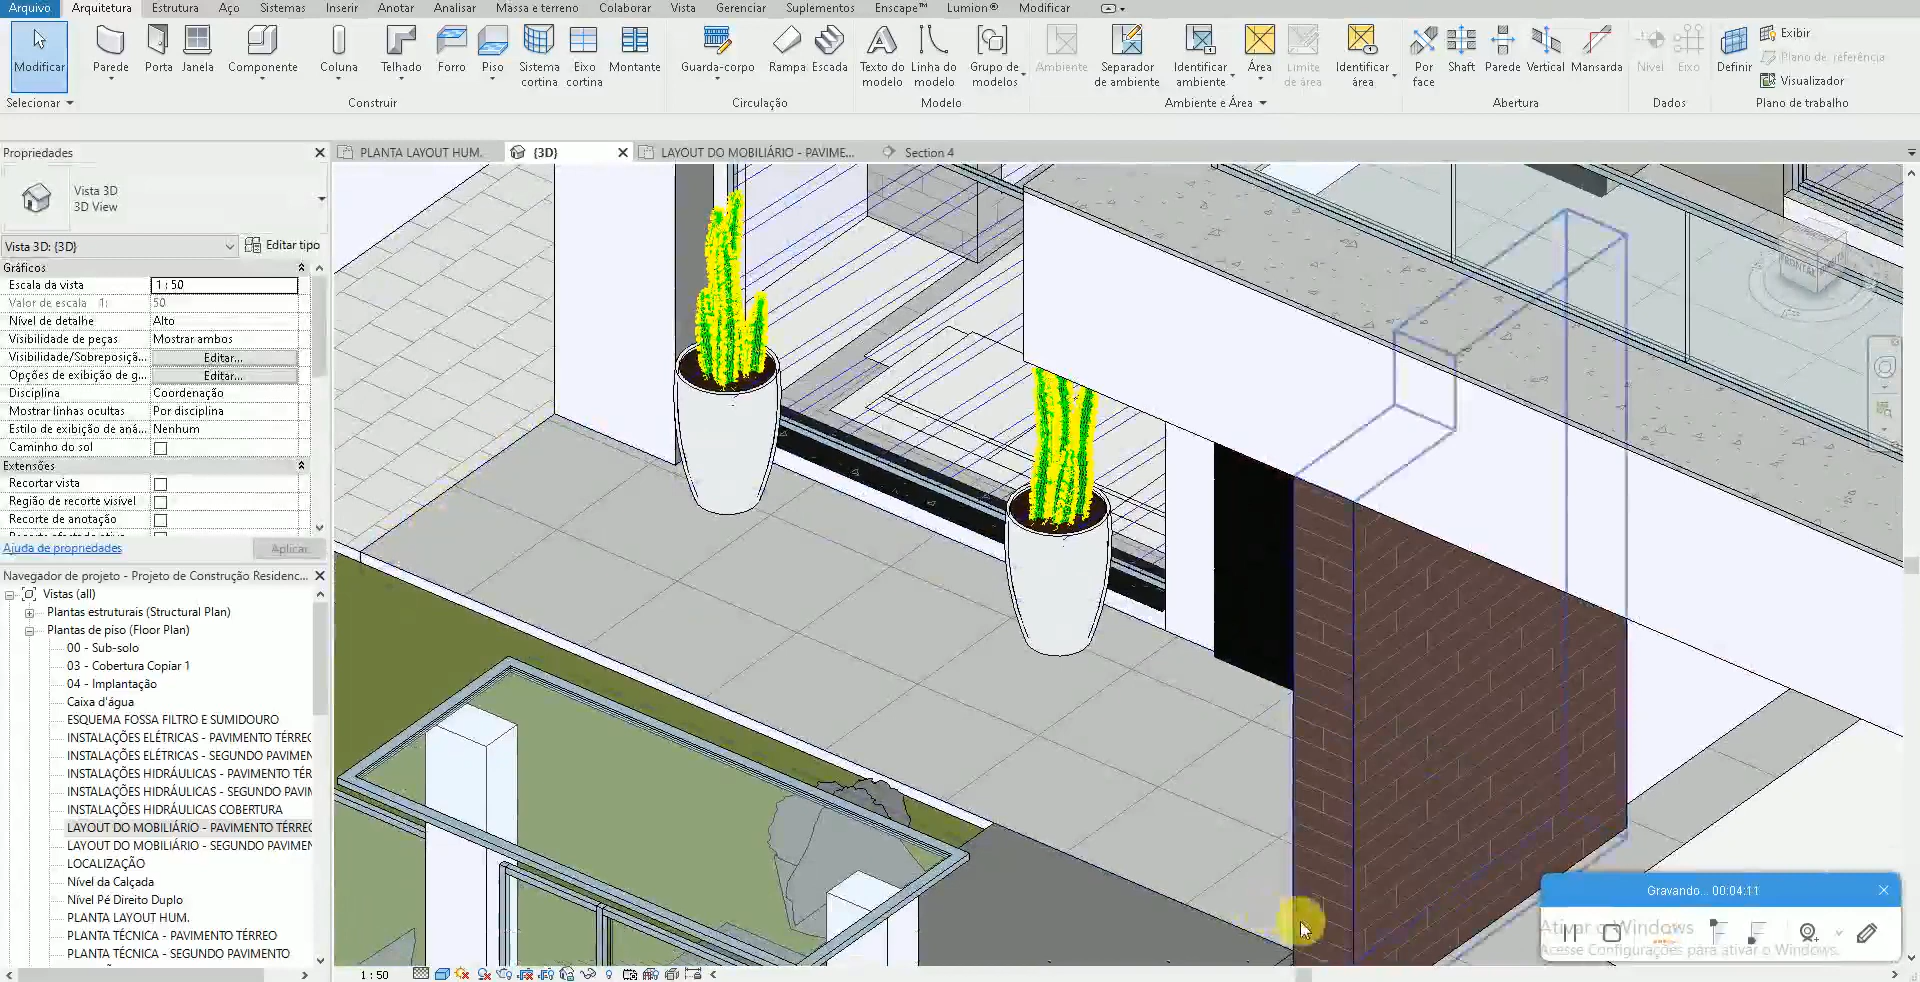 Arquivo Arquitetura Estrutura Aço Sistemas Inserir Anotar Analisar Massa e terreno Colaborar Vista Gerenciar Suplementos Enscape™ Lumion® Modificar
Modificar Parede Porta Janela Componente Coluna Telhado Forro Piso Sistema cortina Eixo cortina Montante Guarda-corpo Rampa Escada Texto do modelo Linha do modelo Grupo de modelos Ambiente Separador de ambiente Identificar ambiente Área Limite de área Identificar área Por face Shaft Parede Vertical Mansarda Nível Eixo Definir
Exibir
Plano de referência
Visualizador
Selecionar Construir Circulação Modelo Ambiente e Área Abertura Dados Plano de trabalho
Propriedades
PLANTA LAYOUT HUM. {3D} LAYOUT DO MOBILIÁRIO - PAVIME... Section 4
Vista 3D
3D View
Vista 3D: {3D} Editar tipo
Gráficos
Escala da vista 1 : 50
Valor de escala 1: 50
Nível de detalhe Alto
Visibilidade de peças Mostrar ambos
Visibilidade/Sobreposiçã... Editar...
Opções de exibição de g... Editar...
Disciplina Coordenação
Mostrar linhas ocultas Por disciplina
Estilo de exibição de aná... Nenhum
Caminho do sol
Extensões
Recortar vista
Região de recorte visível
Recorte de anotação
Ajuda de propriedades Aplicar
Navegador de projeto - Projeto de Construção Residenc...
Vistas (all)
Plantas estruturais (Structural Plan)
Plantas de piso (Floor Plan)
00 - Sub-solo
03 - Cobertura Copiar 1
04 - Implantação
Caixa d'água
ESQUEMA FOSSA FILTRO E SUMIDOURO
INSTALAÇÕES ELÉTRICAS - PAVIMENTO TÉRREC
INSTALAÇÕES ELÉTRICAS - SEGUNDO PAVIMEN
INSTALAÇÕES HIDRÁULICAS - PAVIMENTO TÉR
INSTALAÇÕES HIDRÁULICAS - SEGUNDO PAVIM
INSTALAÇÕES HIDRÁULICAS COBERTURA
LAYOUT DO MOBILIÁRIO - PAVIMENTO TÉRREC
LAYOUT DO MOBILIÁRIO - SEGUNDO PAVIMEN
LOCALIZAÇÃO
Nível da Calçada
Nível Pé Direito Duplo
PLANTA LAYOUT HUM.
PLANTA TÉCNICA - PAVIMENTO TÉRREO
PLANTA TÉCNICA - SEGUNDO PAVIMENTO
FRONTAL
Gravando... 00:04:11
Ativar o Windows
Acesse Configurações para ativar o Windows.
1 : 50